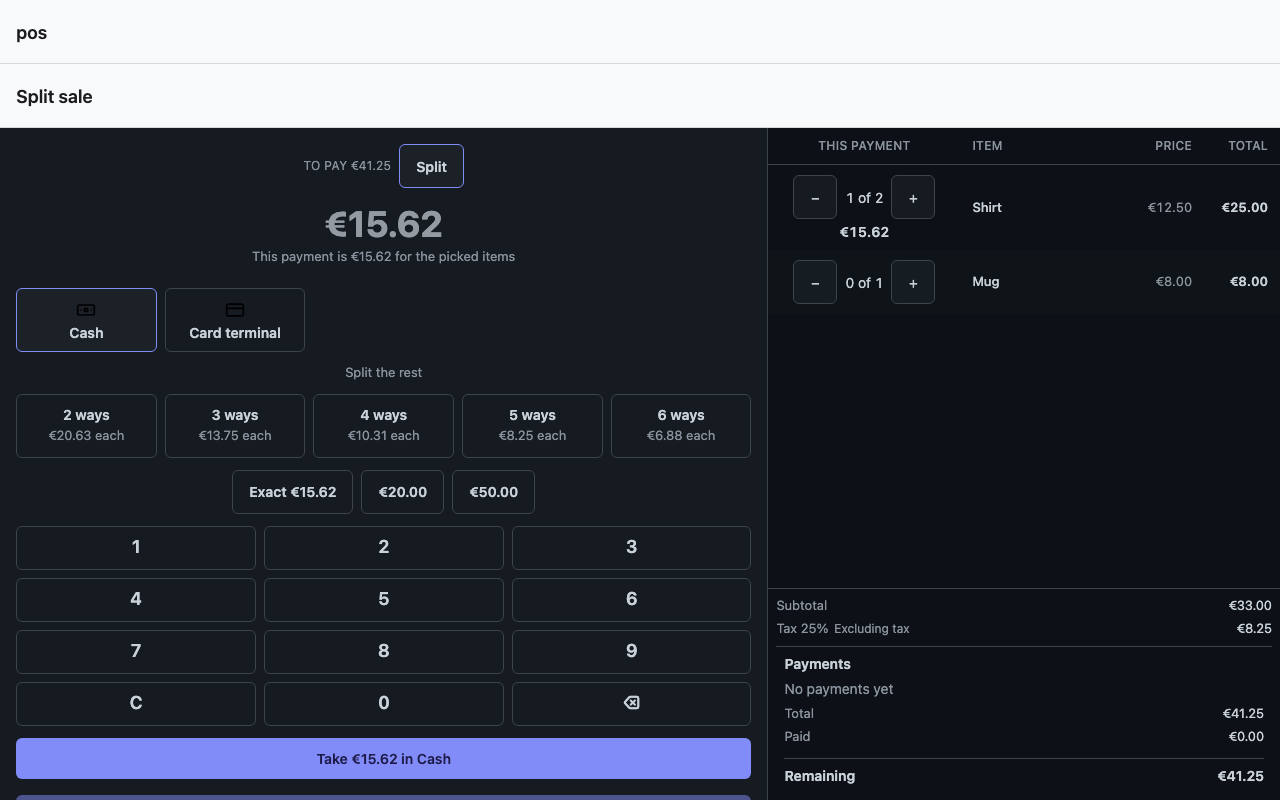 pos
Split sale
TO PAY €41.25
Split
€15.62
This payment is €15.62 for the picked items
Cash
Card terminal
Split the rest
2 ways
€20.63 each
3 ways
€13.75 each
4 ways
€10.31 each
5 ways
€8.25 each
6 ways
€6.88 each
Exact €15.62
€20.00
€50.00
1
2
3
4
5
6
7
8
9
C
0
Take €15.62 in Cash
THIS PAYMENT ITEM PRICE TOTAL
− 1 of 2 + Shirt €12.50 €25.00
€15.62
− 0 of 1 + Mug €8.00 €8.00
Subtotal €33.00
Tax 25% Excluding tax €8.25
Payments
No payments yet
Total €41.25
Paid €0.00
Remaining €41.25